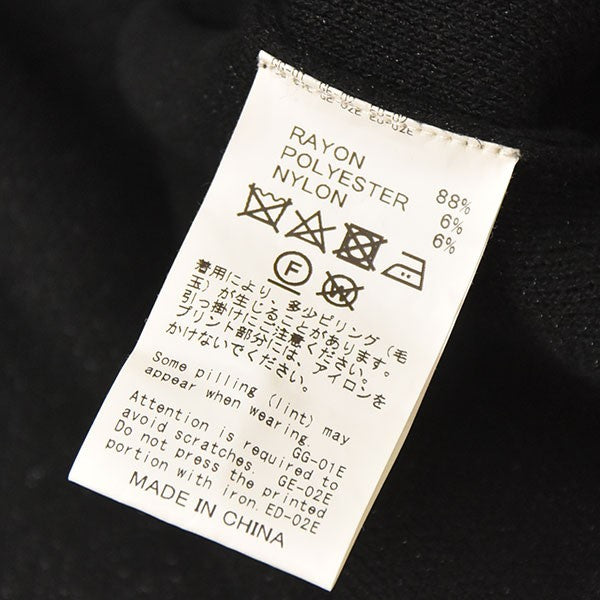 RAYON 88%
POLYESTER 6%
NYLON 6%
F
W
着用により、多少ピリング(毛
玉)が生じることがあります。
引っ掛けにご注意ください。
プリント部分には、アイロンを
かけないでください。
Some pilling (lint) may
appear when wearing.
Attention is required to GG-01E
avoid scratches. GE-02E
Do not press the printed
portion with iron. ED-02E
MADE IN CHINA